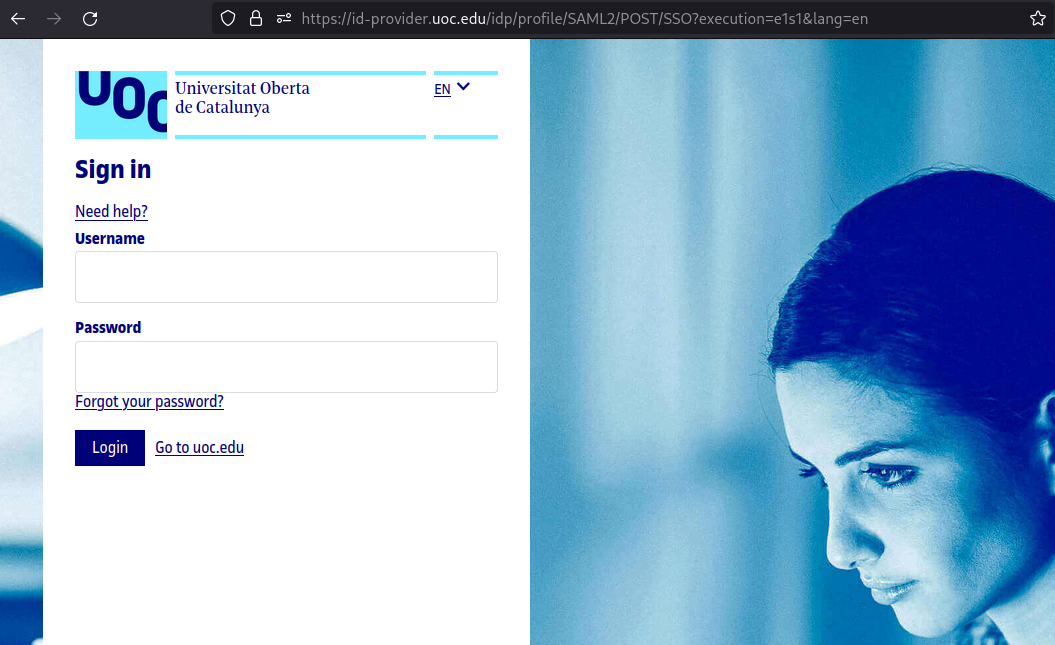 https://id-provider.uoc.edu/idp/profile/SAML2/POST/SSO?execution=e1s1&lang=en
UOC
Universitat Oberta
de Catalunya
EN
Sign in
Need help?
Username
Password
Forgot your password?
Login Go to uoc.edu